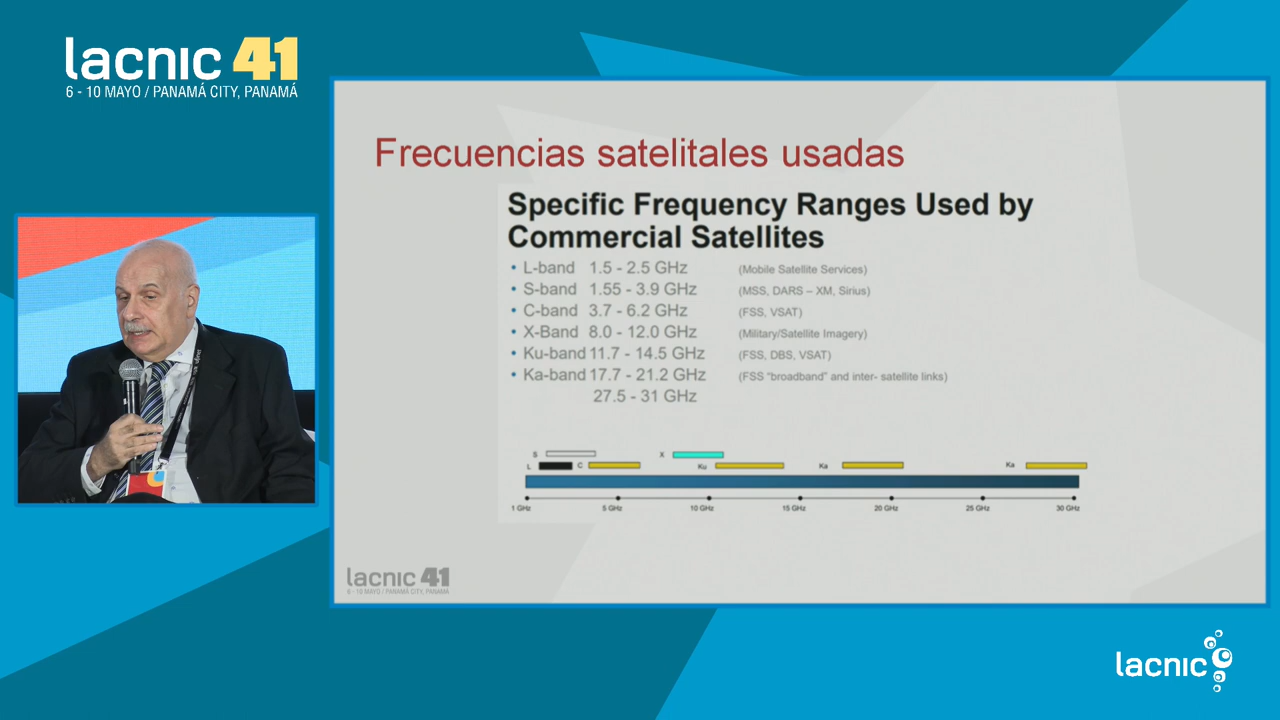 lacnic 41
6 - 10 MAYO / PANAMÁ CITY, PANAMÁ
Frecuencias satelitales usadas
Specific Frequency Ranges Used by
Commercial Satellites
• L-band 1.5 - 2.5 GHz (Mobile Satellite Services)
• S-band 1.55 - 3.9 GHz (MSS, DARS – XM, Sirius)
• C-band 3.7 - 6.2 GHz (FSS, VSAT)
• X-Band 8.0 - 12.0 GHz (Military/Satellite Imagery)
• Ku-band 11.7 - 14.5 GHz (FSS, DBS, VSAT)
• Ka-band 17.7 - 21.2 GHz (FSS "broadband" and inter- satellite links)
27.5 - 31 GHz
S X
L C Ku Ka Ka
1 GHz 5 GHz 10 GHz 15 GHz 20 GHz 25 GHz 30 GHz
lacnic 41
6 - 10 MAYO / PANAMÁ CITY, PANAMÁ
lacnic